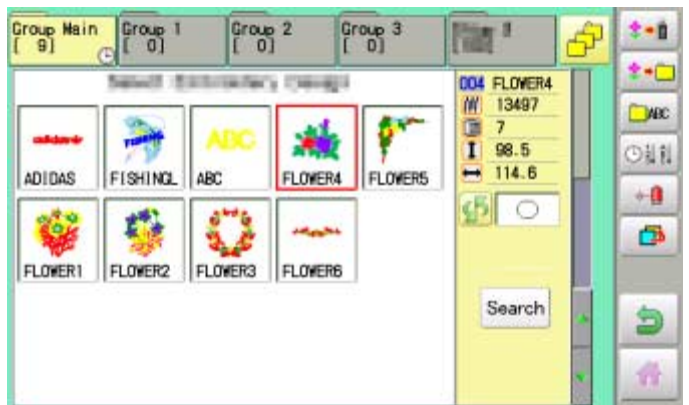 Group Main
[ 9]
Group 1
[ 0]
Group 2
[ 0]
Group 3
[ 0]
ADIDAS
FISHINGL
ABC
ABC
FLOWER4
FLOWER5
FLOWER1
FLOWER2
FLOWER3
FLOWER6
004 FLOWER4
13497
7
98.5
114.6
Search
ABC